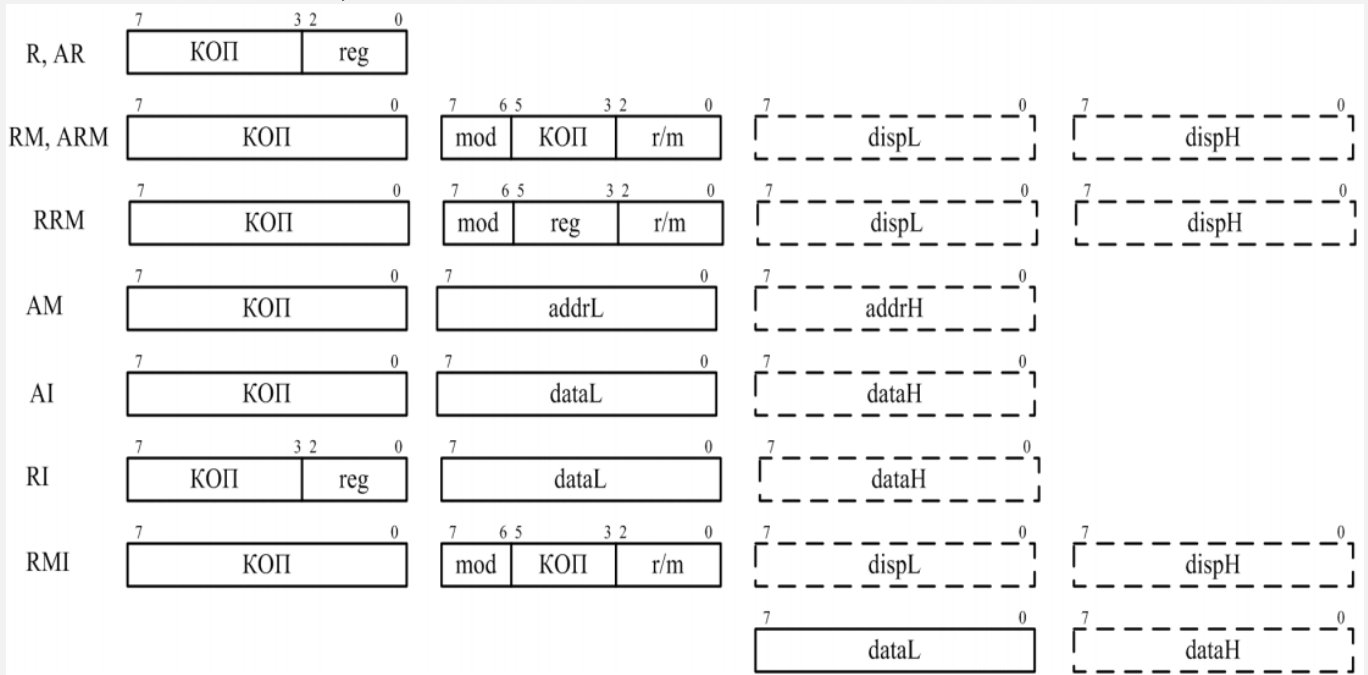 7 3 2 0
R, AR КОП reg
7 0 7 6 5 3 2 0 7 0 7 0
RM, ARM КОП mod КОП r/m dispL dispH
7 0 7 6 5 3 2 0 7 0 7 0
RRM КОП mod reg r/m dispL dispH
7 0 7 0 7 0
AM КОП addrL addrH
7 0 7 0 7 0
AI КОП dataL dataH
7 3 2 0 7 0 7 0
RI КОП reg dataL dataH
7 0 7 6 5 3 2 0 7 0 7 0
RMI КОП mod КОП r/m dispL dispH
7 0 7 0
dataL dataH